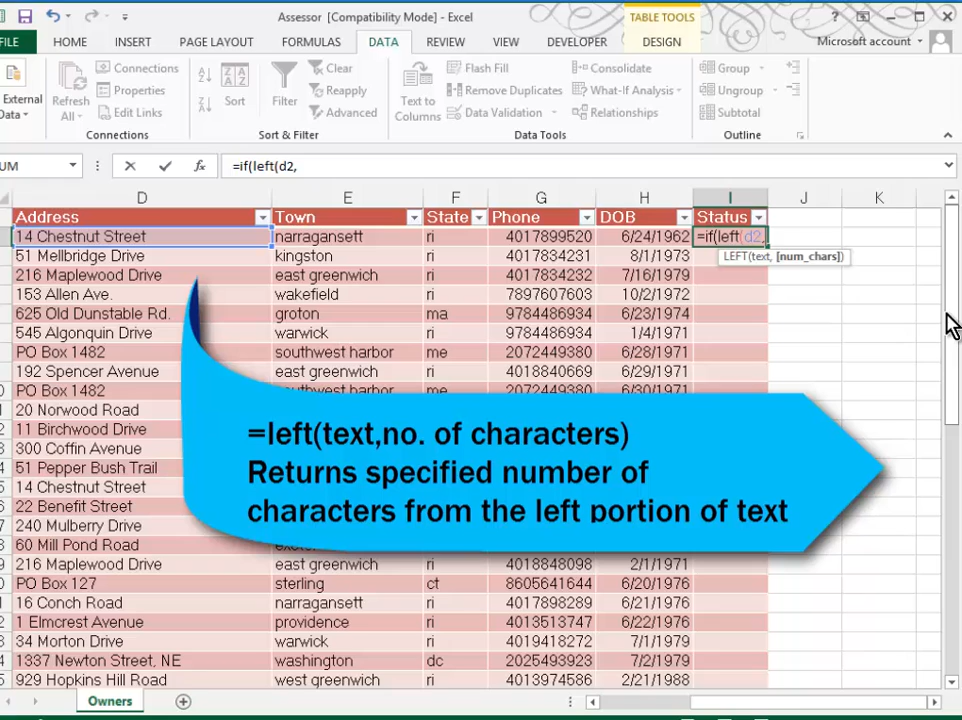 Assessor [Compatibility Mode] - Excel
TABLE TOOLS
FILE HOME INSERT PAGE LAYOUT FORMULAS DATA REVIEW VIEW DEVELOPER DESIGN Microsoft account
External Data
Refresh All
Connections
Properties
Edit Links
Connections
Sort
Filter
Clear
Reapply
Advanced
Sort & Filter
Text to Columns
Flash Fill
Remove Duplicates
Data Validation
Consolidate
What-If Analysis
Relationships
Data Tools
Group
Ungroup
Subtotal
Outline
UM
fx
=if(left(d2,
D E F G H I J K
Address Town State Phone DOB Status
14 Chestnut Street narragansett ri 4017899520 6/24/1962 =if(left(d2,
LEFT(text, [num_chars])
51 Mellbridge Drive kingston ri 4017834231 8/1/1973
216 Maplewood Drive east greenwich ri 4017834231 7/16/1979
153 Allen Ave. wakefield ri 7897607603 10/2/1972
625 Old Dunstable Rd. groton ma 9784486934 6/23/1974
545 Algonquin Drive warwick ri 9784486934 1/4/1971
PO Box 1482 southwest harbor me 2072449380 6/28/1971
192 Spencer Avenue east greenwich ri 4018840669 6/29/1971
PO Box 1482 southwest harbor me 2072449380 6/30/1971
20 Norwood Road
11 Birchwood Drive
300 Coffin Avenue
51 Pepper Bush Trail
14 Chestnut Street
22 Benefit Street
240 Mulberry Drive
60 Mill Pond Road
=left(text,no. of characters)
Returns specified number of
characters from the left portion of text
216 Maplewood Drive east greenwich ri 4018848098 2/1/1971
PO Box 127 sterling ct 8605641644 6/20/1976
16 Conch Road narragansett ri 4017898289 6/21/1976
1 Elmcrest Avenue providence ri 4013513747 6/22/1976
34 Morton Drive warwick ri 4019418272 7/1/1979
1337 Newton Street, NE washington dc 2025493923 7/2/1979
929 Hopkins Hill Road west greenwich ri 4013974586 2/21/1988
Owners